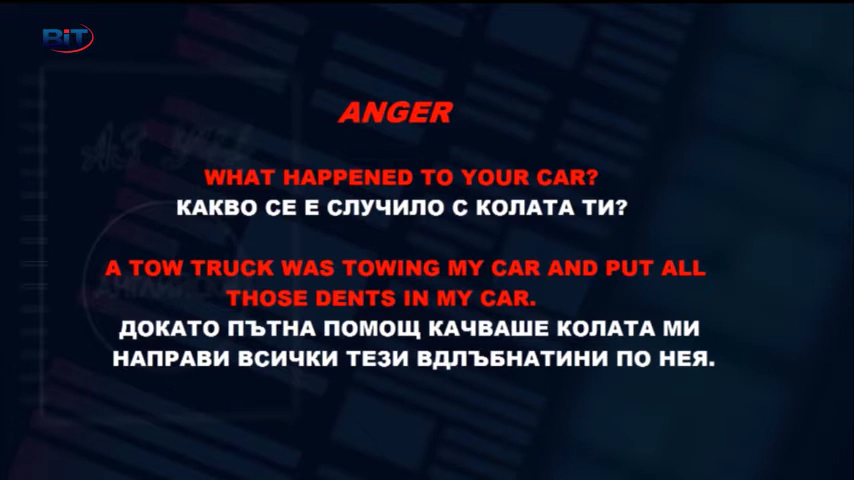 BiT
АЗ УЧА
ANGER
WHAT HAPPENED TO YOUR CAR?
КАКВО СЕ Е СЛУЧИЛО С КОЛАТА ТИ?
A TOW TRUCK WAS TOWING MY CAR AND PUT ALL
THOSE DENTS IN MY CAR.
ДОКАТО ПЪТНА ПОМОЩ КАЧВАШЕ КОЛАТА МИ
НАПРАВИ ВСИЧКИ ТЕЗИ ВДЛЪБНАТИНИ ПО НЕЯ.